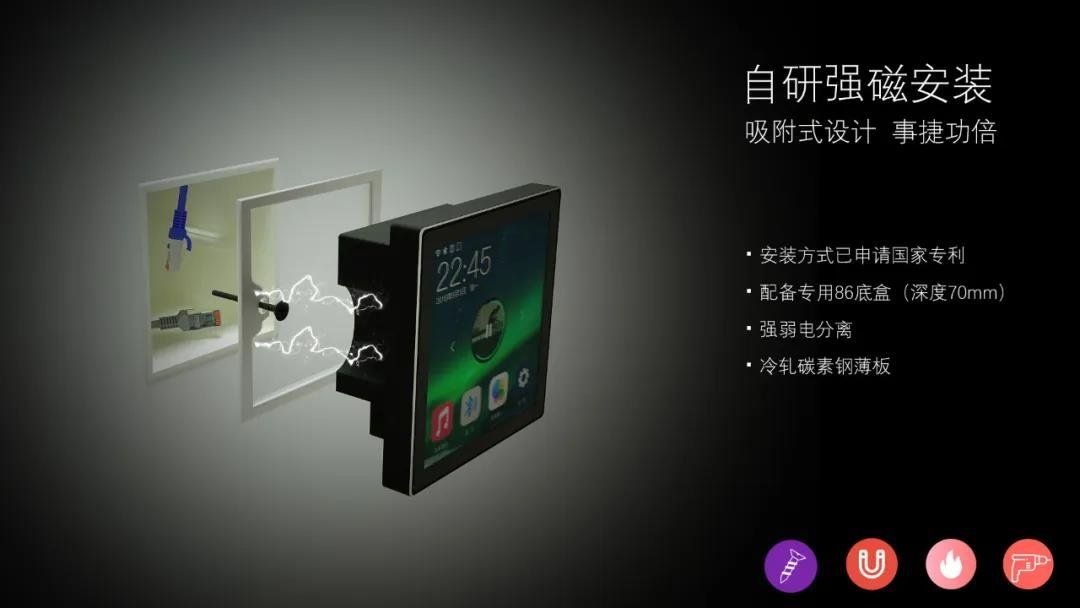 自研强磁安装
吸附式设计 事捷功倍
▪ 安装方式已申请国家专利
▪ 配备专用86底盒（深度70mm）
▪ 强弱电分离
▪ 冷轧碳素钢薄板
22:45